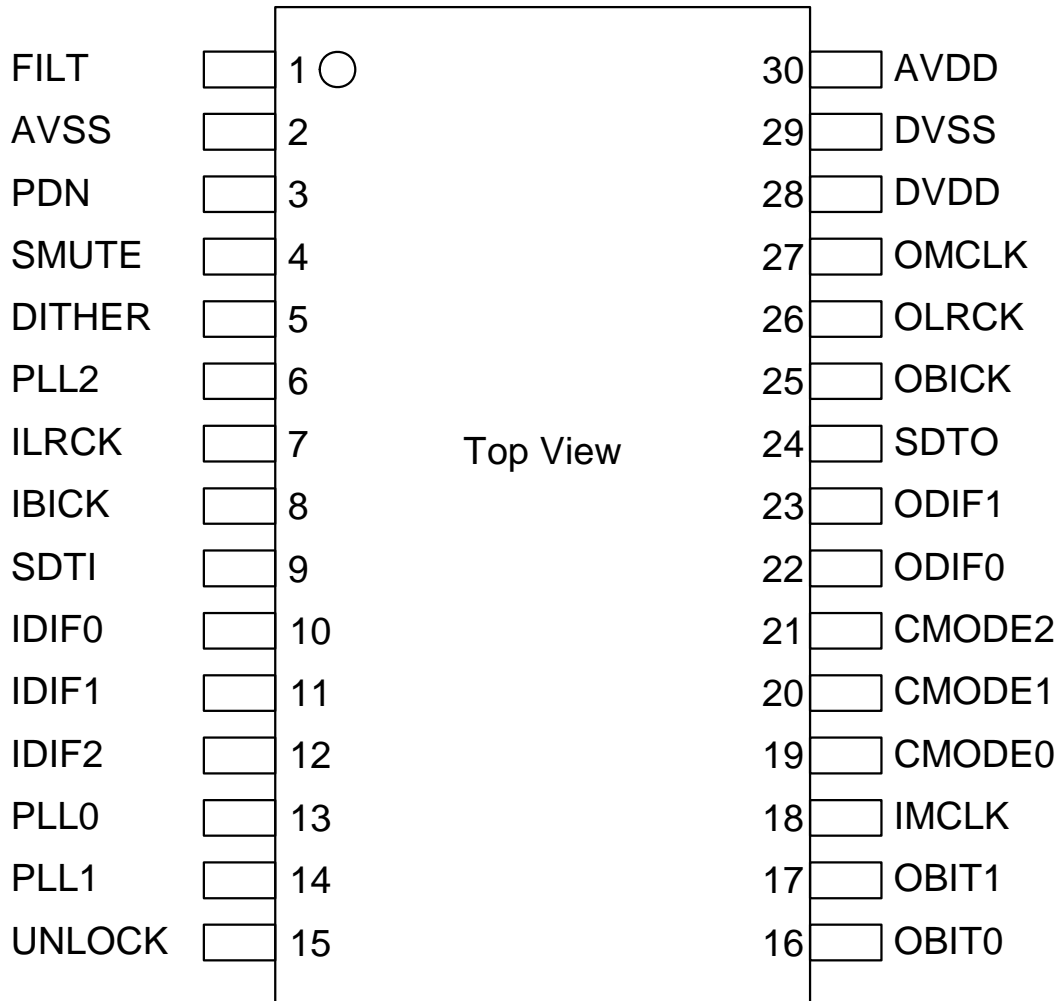 FILT 1 30 AVDD
AVSS 2 29 DVSS
PDN 3 28 DVDD
SMUTE 4 27 OMCLK
DITHER 5 26 OLRCK
PLL2 6 25 OBICK
ILRCK 7 Top View 24 SDTO
IBICK 8 23 ODIF1
SDTI 9 22 ODIF0
IDIF0 10 21 CMODE2
IDIF1 11 20 CMODE1
IDIF2 12 19 CMODE0
PLL0 13 18 IMCLK
PLL1 14 17 OBIT1
UNLOCK 15 16 OBIT0